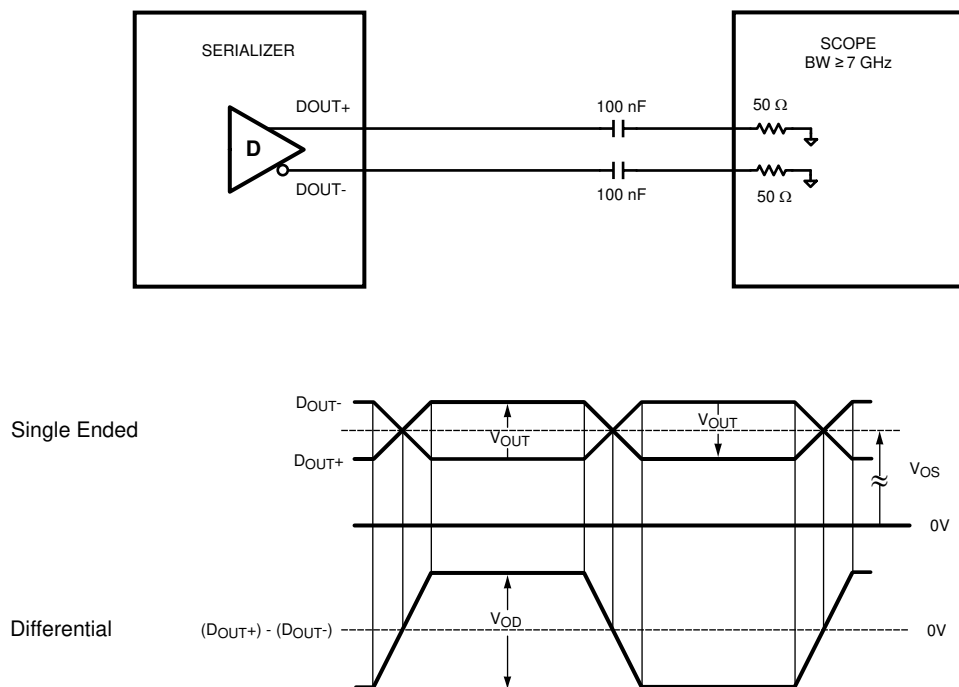 SERIALIZER
SCOPE
BW ≥ 7 GHz
D
DOUT+
DOUT-
100 nF
100 nF
50 Ω
50 Ω
Single Ended
DOUT-
DOUT+
VOUT
VOUT
VOS
0V
Differential
(DOUT+) - (DOUT-)
VOD
0V